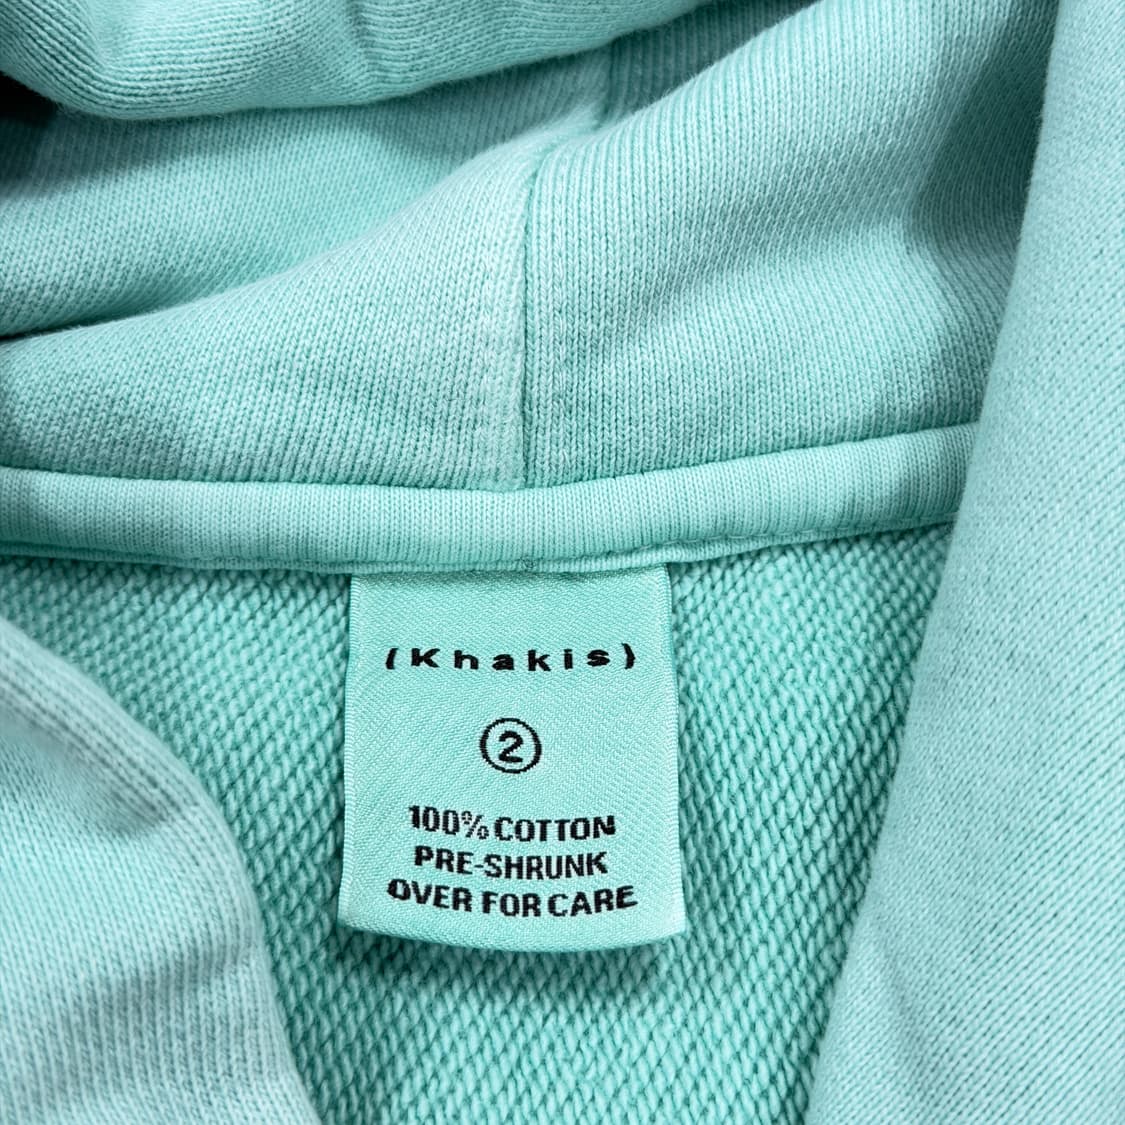 (Khakis)
2
100% COTTON
PRE-SHRUNK
OVER FOR CARE